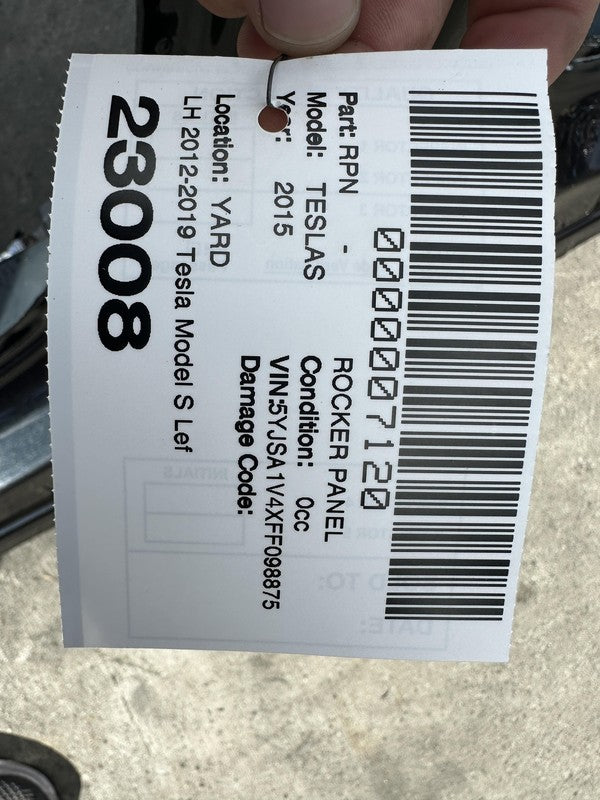 0000007120
Part: RPN - ROCKER PANEL
Model: TESLAS Condition: 0cc
Year: 2015 VIN:5YJSA1V4XFF098875
Damage Code:
Location: YARD
LH 2012-2019 Tesla Model S Lef
23008